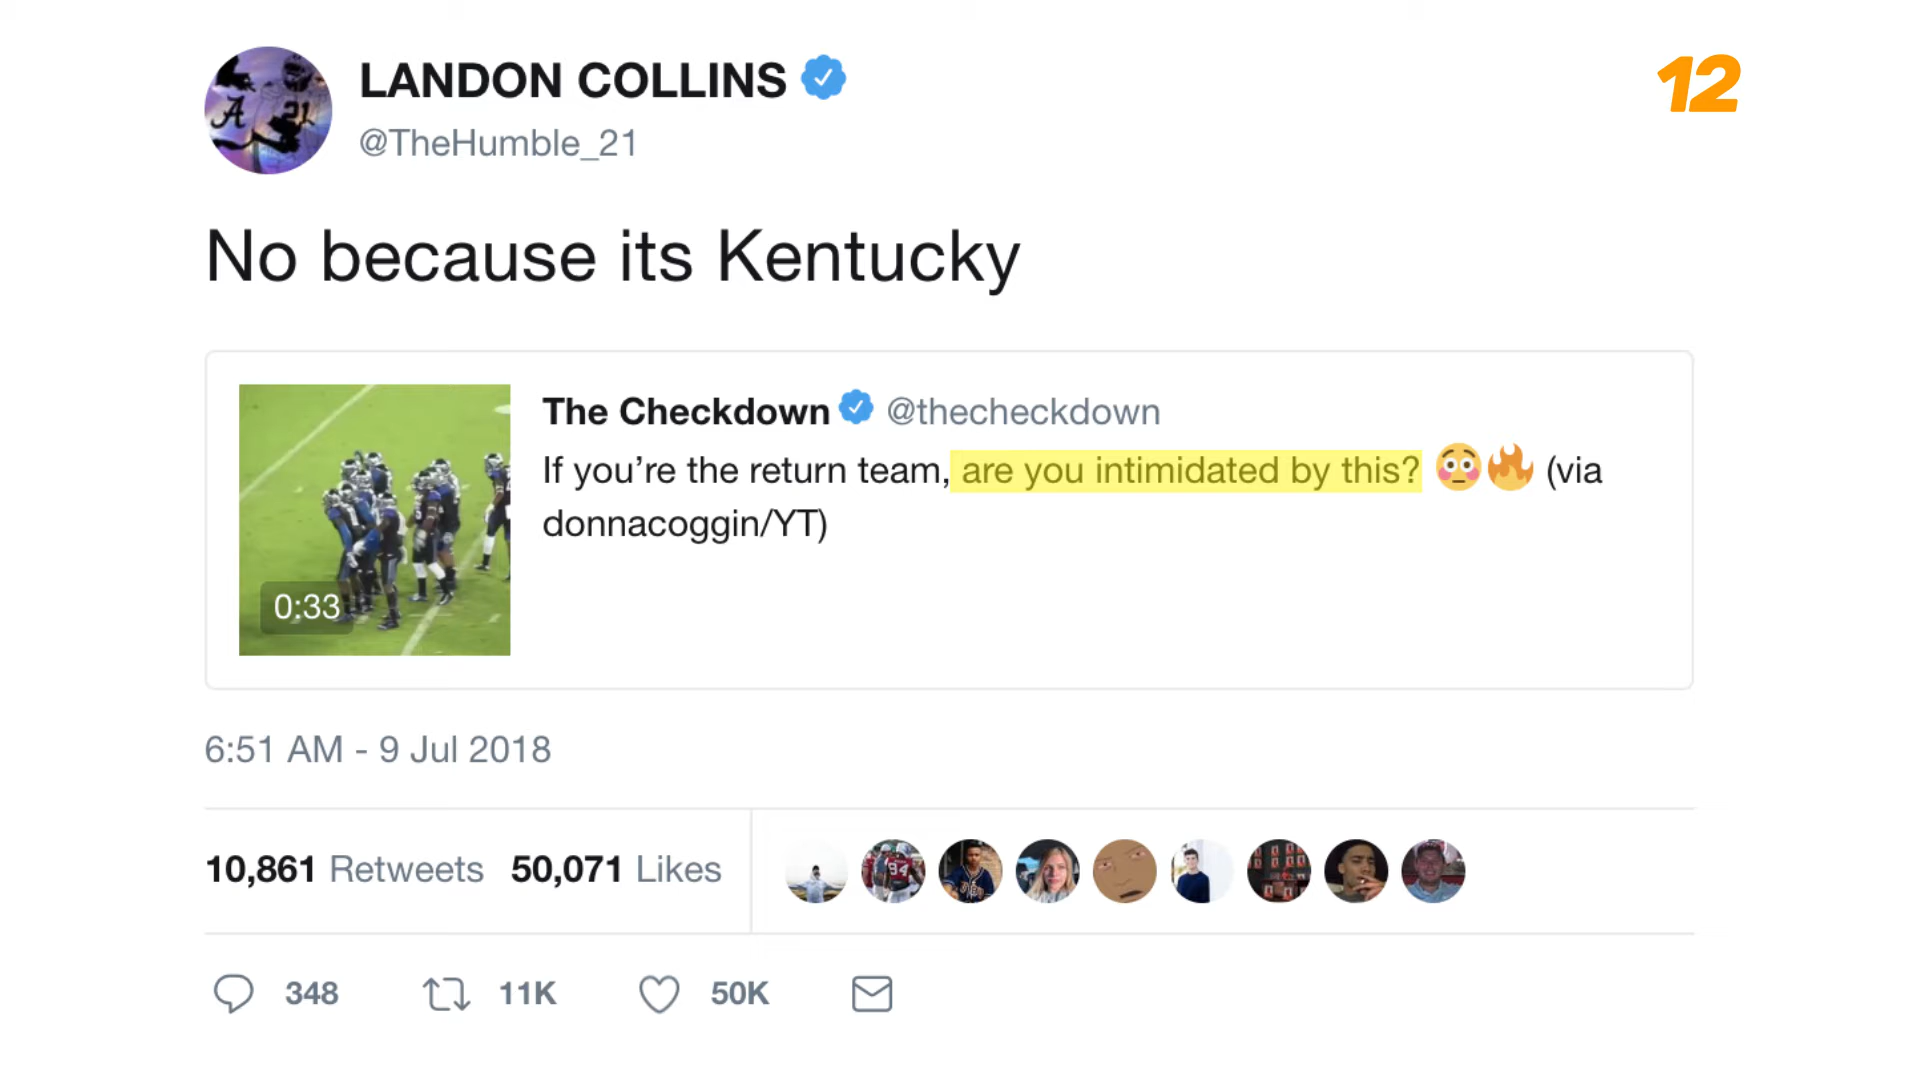 LANDON COLLINS
12
@TheHumble_21
No because its Kentucky
The Checkdown @thecheckdown
If you’re the return team, are you intimidated by this? 😳🔥 (via
donnacoggin/YT)
0:33
6:51 AM - 9 Jul 2018
10,861 Retweets 50,071 Likes
348 11K 50K